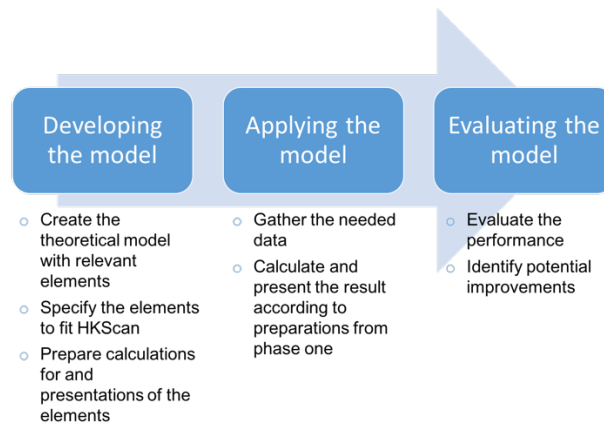 Developing
the model
Applying the
model
Evaluating the
model
Create the
theoretical model
with relevant
elements
Specify the elements
to fit HKScan
Prepare calculations
for and
presentations of the
elements
Gather the needed
data
Calculate and
present the result
according to
preparations from
phase one
Evaluate the
performance
Identify potential
improvements